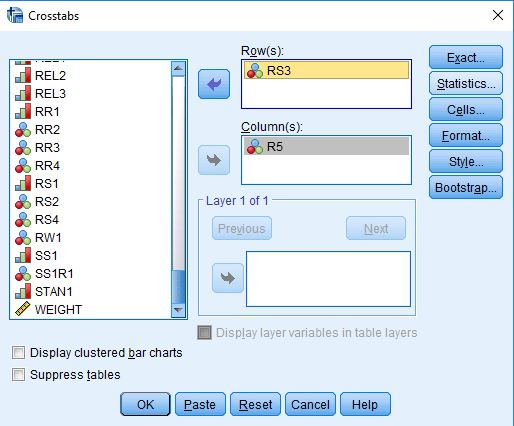 Crosstabs
REL2
REL3
RR1
RR2
RR3
RR4
RS1
RS2
RS4
RW1
SS1
SS1R1
STAN1
WEIGHT
Row(s):
RS3
Column(s):
R5
Layer 1 of 1
Previous
Next
Display layer variables in table layers
Exact...
Statistics...
Cells...
Format...
Style...
Bootstrap...
Display clustered bar charts
Suppress tables
OK
Paste
Reset
Cancel
Help